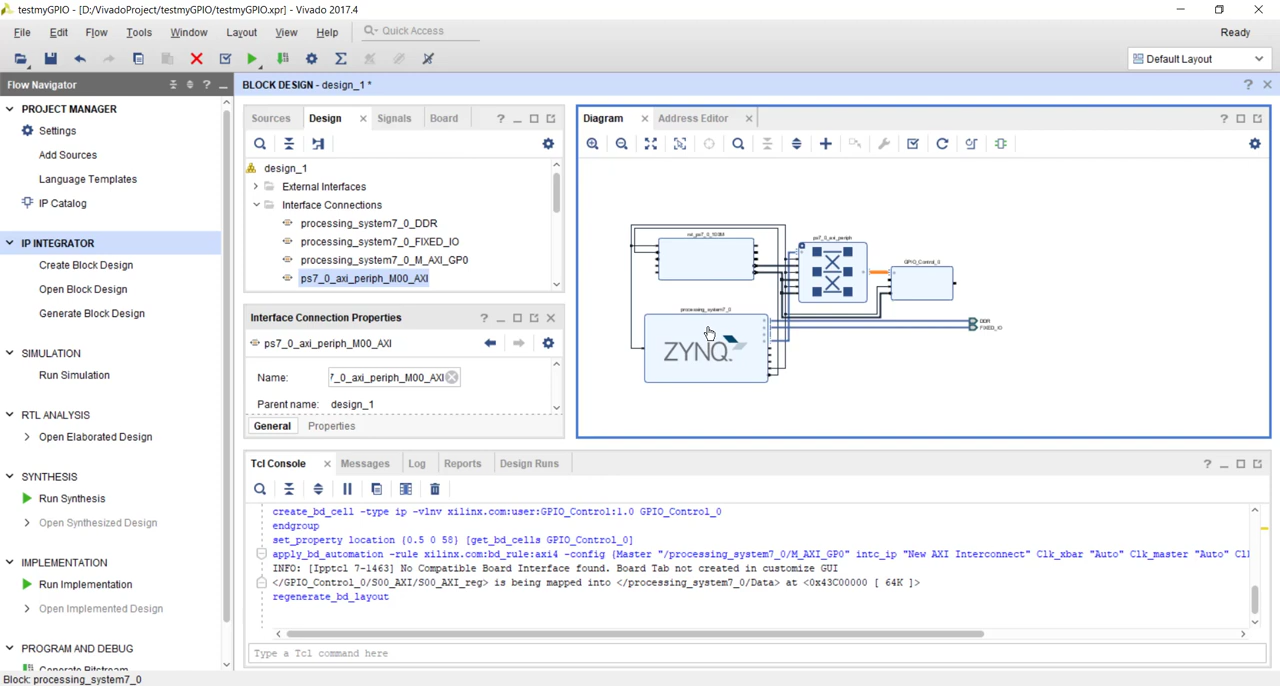 testmyGPIO - [D:/VivadoProject/testmyGPIO/testmyGPIO.xpr] - Vivado 2017.4
File Edit Flow Tools Window Layout View Help Quick Access
Ready
Default Layout
Flow Navigator
BLOCK DESIGN - design_1 *
PROJECT MANAGER
Settings
Add Sources
Language Templates
IP Catalog
IP INTEGRATOR
Create Block Design
Open Block Design
Generate Block Design
SIMULATION
Run Simulation
RTL ANALYSIS
Open Elaborated Design
SYNTHESIS
Run Synthesis
Open Synthesized Design
IMPLEMENTATION
Run Implementation
Open Implemented Design
PROGRAM AND DEBUG
Generate Bitstream
Sources Design Signals Board
design_1
External Interfaces
Interface Connections
processing_system7_0_DDR
processing_system7_0_FIXED_IO
processing_system7_0_M_AXI_GP0
ps7_0_axi_periph_M00_AXI
Interface Connection Properties
ps7_0_axi_periph_M00_AXI
Name: 7_0_axi_periph_M00_AXI
Parent name: design_1
General Properties
Diagram Address Editor
rst_ps7_0_100M
ps7_0_axi_periph
GPIO_Control_0
processing_system7_0
ZYNQ
DDR
FIXED_IO
Tcl Console Messages Log Reports Design Runs
create_bd_cell -type ip -vlnv xilinx.com:user:GPIO_Control:1.0 GPIO_Control_0
endgroup
set_property location {0.5 0 58} [get_bd_cells GPIO_Control_0]
apply_bd_automation -rule xilinx.com:bd_rule:axi4 -config {Master "/processing_system7_0/M_AXI_GP0" intc_ip "New AXI Interconnect" Clk_xbar "Auto" Clk_master "Auto" Cl
INFO: [Ipptcl 7-1463] No Compatible Board Interface found. Board Tab not created in customize GUI
</GPIO_Control_0/S00_AXI/S00_AXI_reg> is being mapped into </processing_system7_0/Data> at <0x43C00000 [ 64K ]>
regenerate_bd_layout
Type a Tcl command here
Block: processing_system7_0